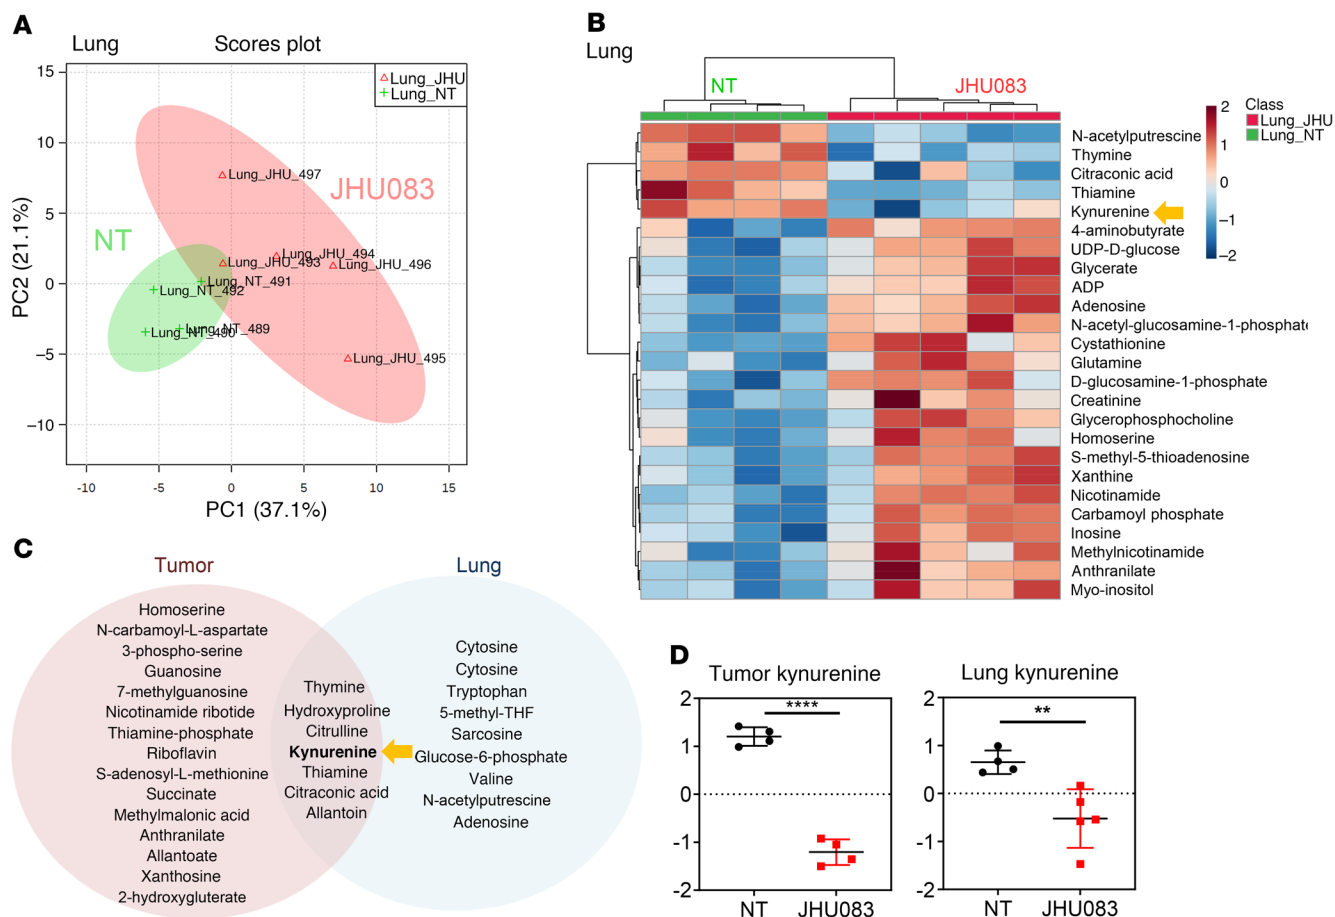 A
Lung
Scores plot
Lung_JHU
Lung_NT
15
10
5
0
−5
−10
-10
-5
0
5
10
15
PC2 (21.1%)
PC1 (37.1%)
JHU083
NT
Lung_JHU_497
Lung_JHU_494
Lung_JHU_493
Lung_JHU_496
Lung_NT_491
Lung_NT_492
Lung_NT_489
Lung_NT_490
Lung_JHU_495
B
Lung
NT
JHU083
N-acetylputrescine
Thymine
Citraconic acid
Thiamine
Kynurenine
4-aminobutyrate
UDP-D-glucose
Glycerate
ADP
Adenosine
N-acetyl-glucosamine-1-phosphate
Cystathionine
Glutamine
D-glucosamine-1-phosphate
Creatinine
Glycerophosphocholine
Homoserine
S-methyl-5-thioadenosine
Xanthine
Nicotinamide
Carbamoyl phosphate
Inosine
Methylnicotinamide
Anthranilate
Myo-inositol
2
1
0
−1
−2
Class
Lung_JHU
Lung_NT
C
Tumor
Lung
Homoserine
N-carbamoyl-L-aspartate
3-phospho-serine
Guanosine
7-methylguanosine
Nicotinamide ribotide
Thiamine-phosphate
Riboflavin
S-adenosyl-L-methionine
Succinate
Methylmalonic acid
Anthranilate
Allantoate
Xanthosine
2-hydroxygluterate
Thymine
Hydroxyproline
Citrulline
Kynurenine
Thiamine
Citraconic acid
Allantoin
Cytosine
Cytosine
Tryptophan
5-methyl-THF
Sarcosine
Glucose-6-phosphate
Valine
N-acetylputrescine
Adenosine
D
Tumor kynurenine
2
1
0
-1
-2
****
NT
JHU083
Lung kynurenine
2
1
0
-1
-2
**
NT
JHU083